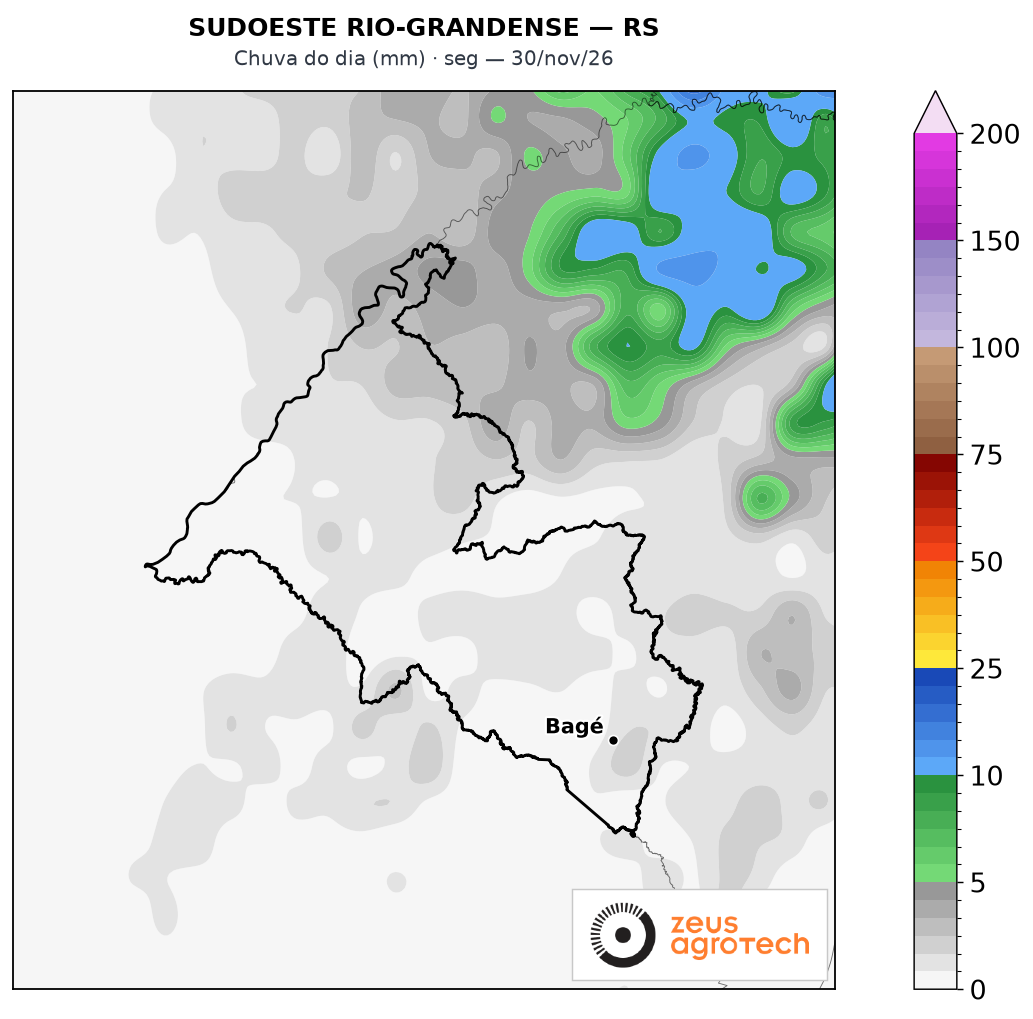 SUDOESTE RIO-GRANDENSE — RS
Chuva do dia (mm) · seg — 30/nov/26
200
150
100
75
50
25
10
5
0
Bagé
zeus
agrotech